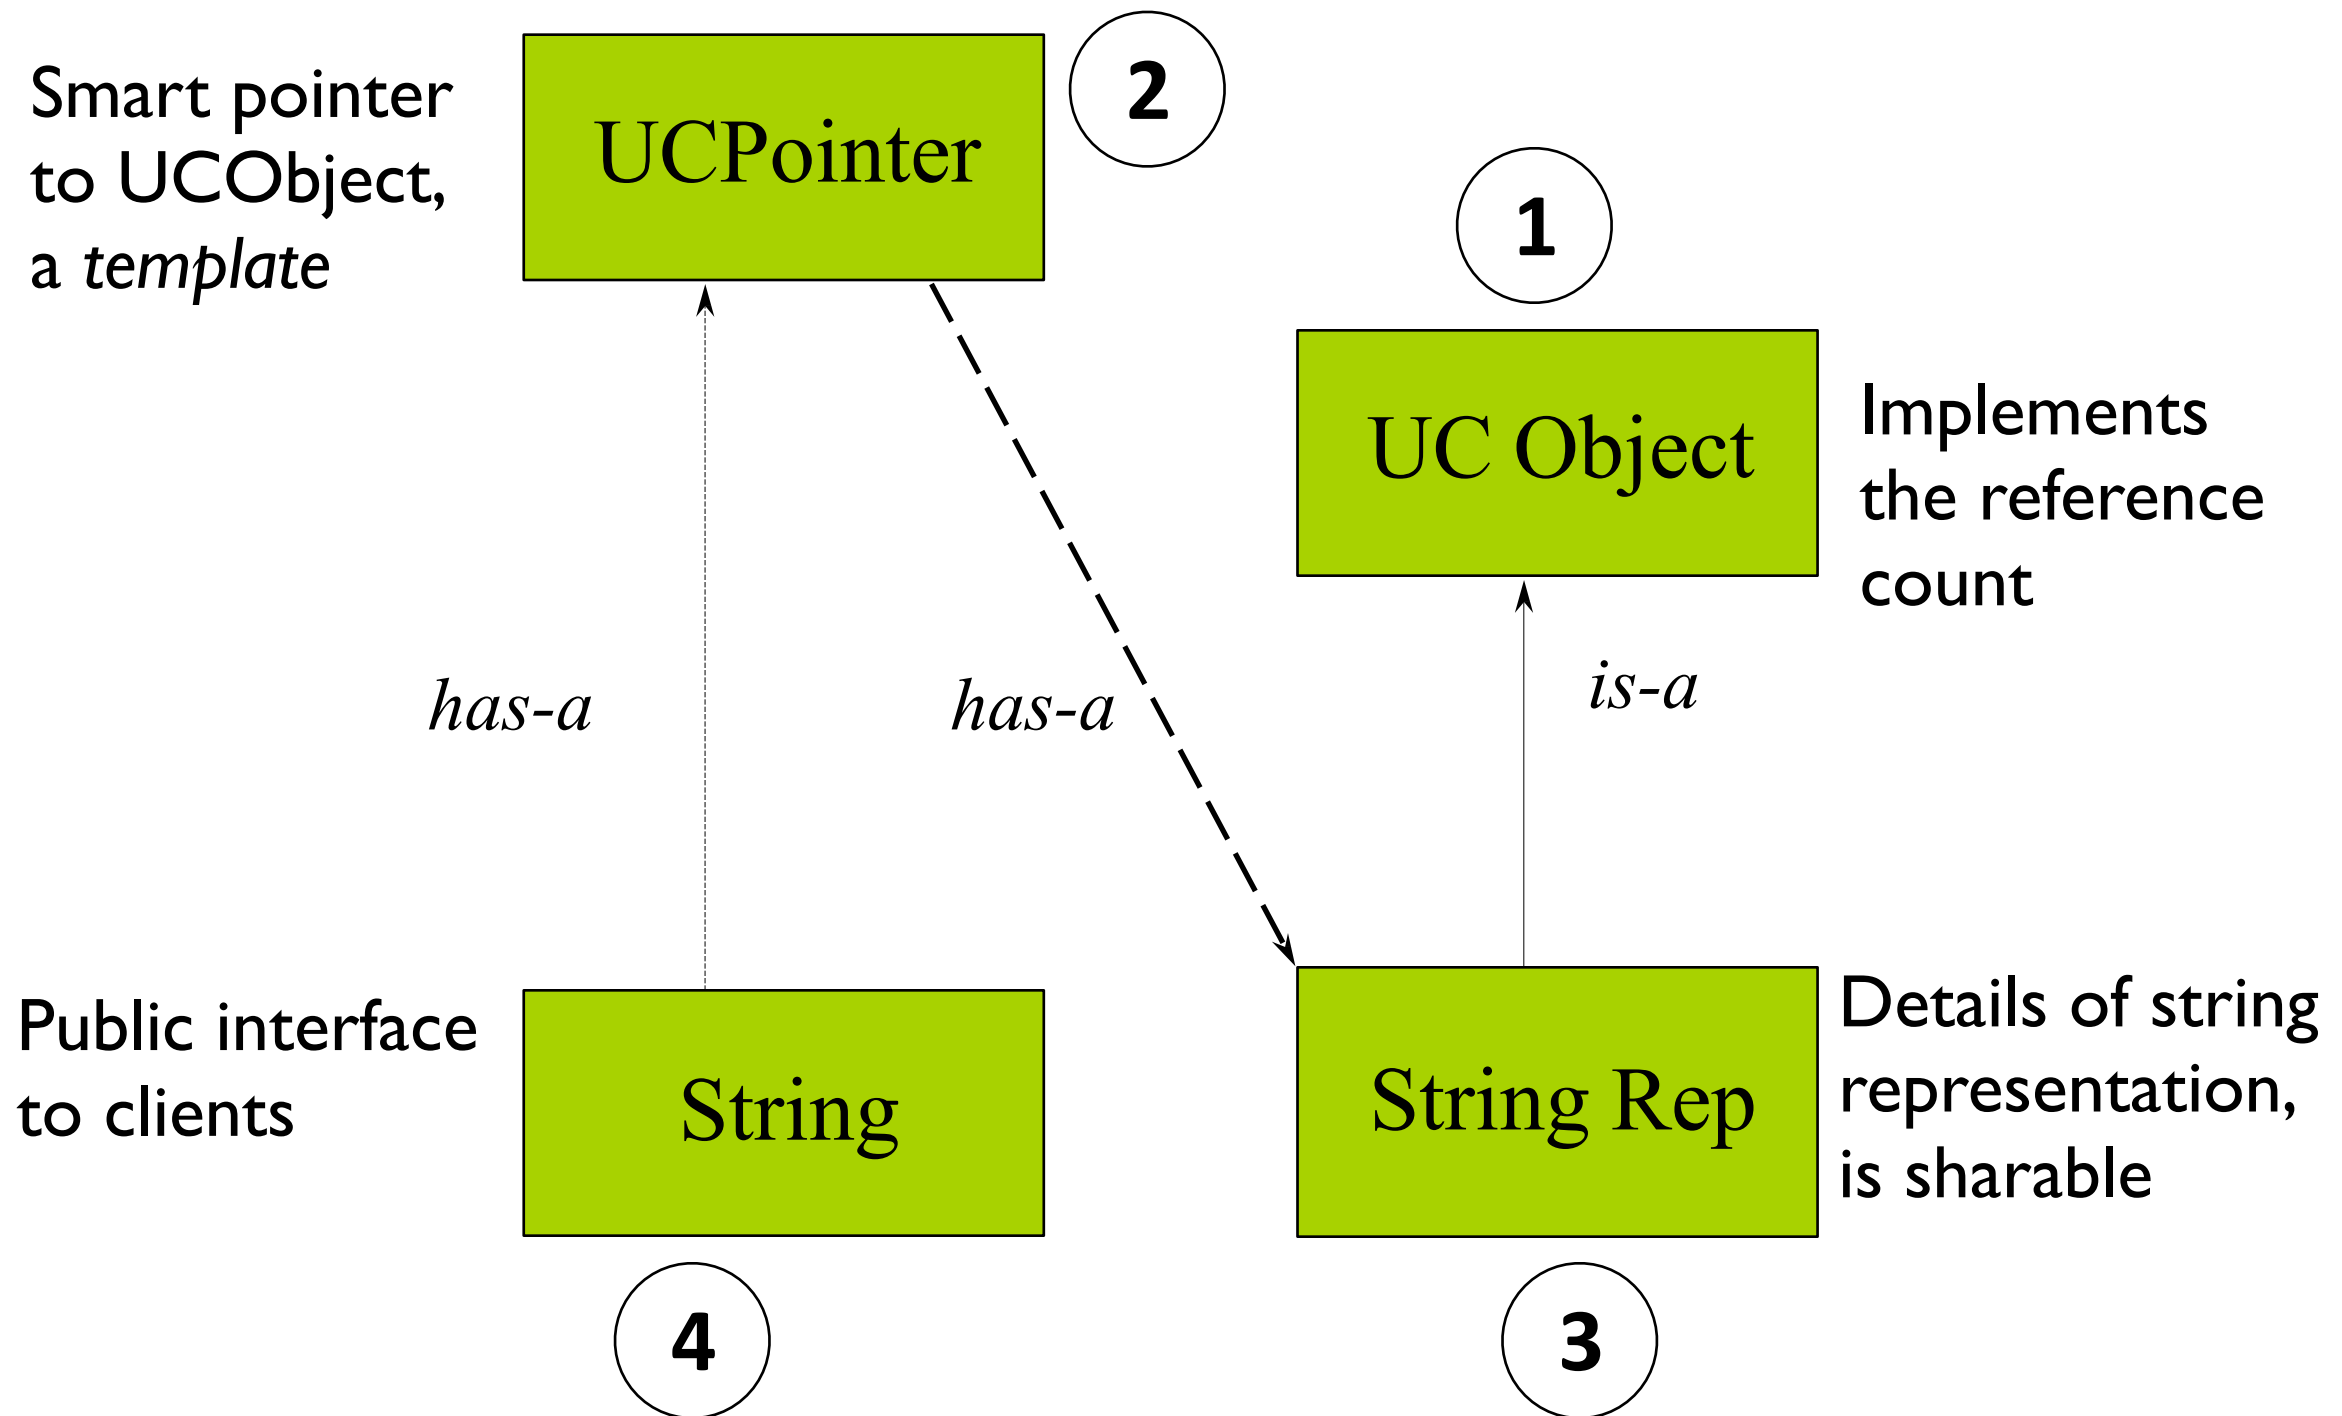 Smart pointer
to UCObject,
a template
UCPointer
2
1
UC Object
Implements
the reference
count
has-a
has-a
is-a
Public interface
to clients
String
String Rep
Details of string
representation,
is sharable
4
3